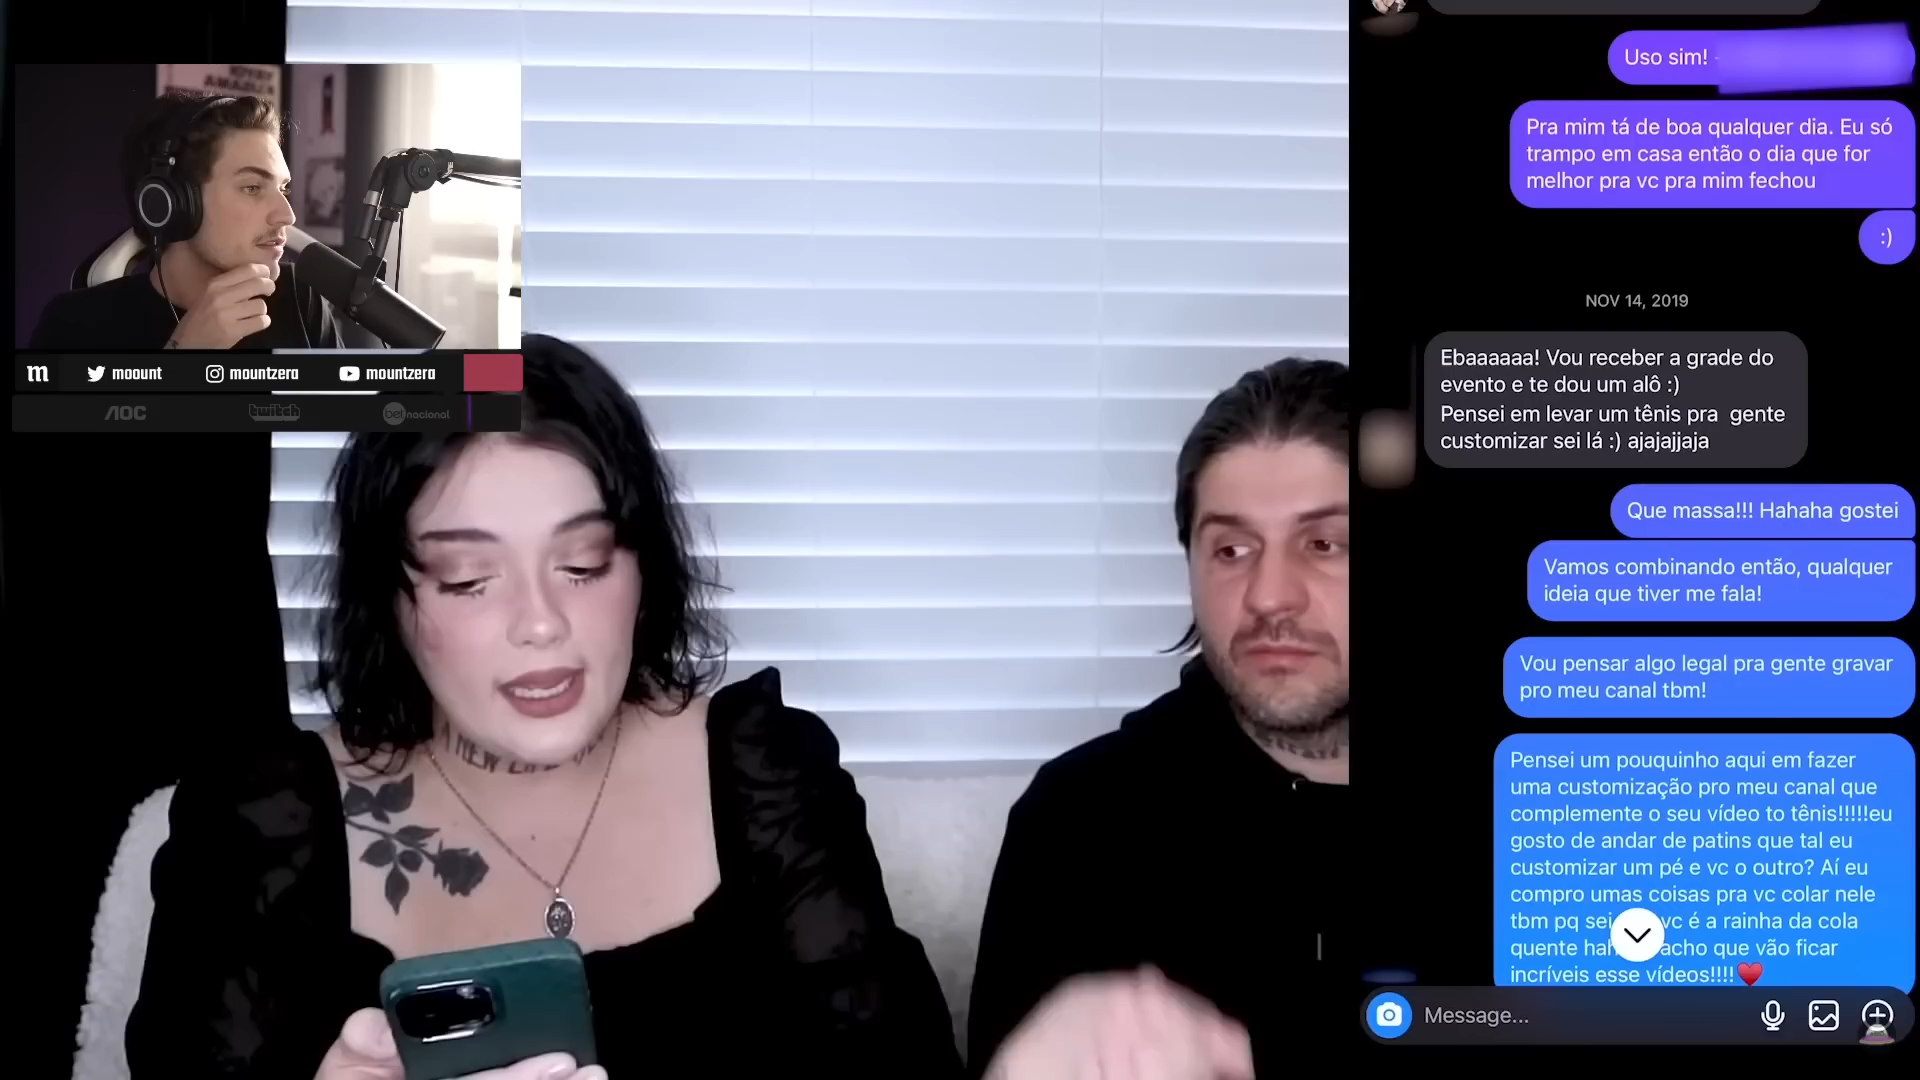 moount
mountzera
mountzera
AOC
twitch
betnacional
Uso sim! -
Pra mim tá de boa qualquer dia. Eu só
trampo em casa então o dia que for
melhor pra vc pra mim fechou
:)
NOV 14, 2019
Ebaaaaaa! Vou receber a grade do
evento e te dou um alô :)
Pensei em levar um tênis pra gente
customizar sei lá :) ajajajjaja
Que massa!!! Hahaha gostei
Vamos combinando então, qualquer
ideia que tiver me fala!
Vou pensar algo legal pra gente gravar
pro meu canal tbm!
Pensei um pouquinho aqui em fazer
uma customização pro meu canal que
complemente o seu vídeo to tênis!!!!!eu
gosto de andar de patins que tal eu
customizar um pé e vc o outro? Aí eu
compro umas coisas pra vc colar nele
tbm pq sei vc é a rainha da cola
quente acho que vão ficar
incríveis esse vídeos!!!!❤️
Message...